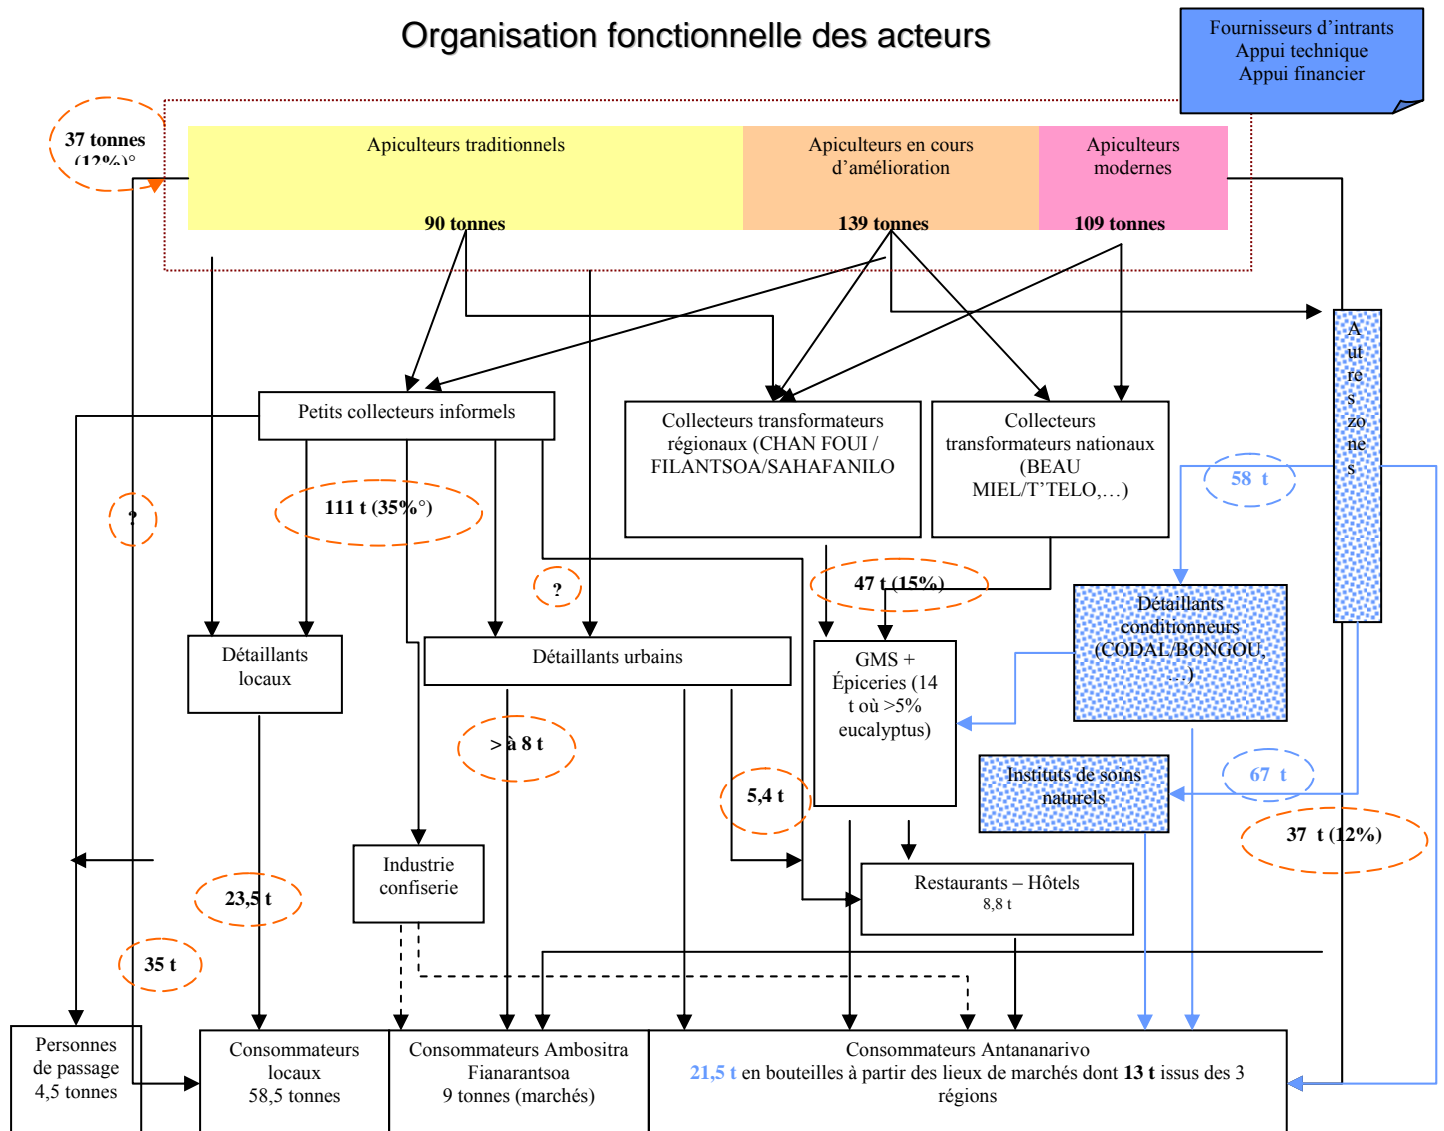 Organisation fonctionnelle des acteurs
Fournisseurs d’intrants
Appui technique
Appui financier
37 tonnes
(12%)°
Apiculteurs traditionnels
90 tonnes
Apiculteurs en cours
d’amélioration
139 tonnes
Apiculteurs
modernes
109 tonnes
A
ut
re
s
zo
ne
s
Petits collecteurs informels
Collecteurs transformateurs
régionaux (CHAN FOUI /
FILANTSOA/SAHAFANILO
Collecteurs
transformateurs nationaux
(BEAU
MIEL/T’TELO,…)
58 t
?
111 t (35%°)
?
47 t (15%)
Détaillants
conditionneurs
(CODAL/BONGOU,
…)
Détaillants
locaux
Détaillants urbains
GMS +
Épiceries (14
t où >5%
eucalyptus)
> à 8 t
5,4 t
Instituts de soins
naturels
67 t
37 t (12%)
Industrie
confiserie
Restaurants – Hôtels
8,8 t
23,5 t
35 t
Personnes
de passage
4,5 tonnes
Consommateurs
locaux
58,5 tonnes
Consommateurs Ambositra
Fianarantsoa
9 tonnes (marchés)
Consommateurs Antananarivo
21,5 t en bouteilles à partir des lieux de marchés dont 13 t issus des 3
régions